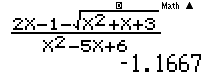 D Math ▲
2X-1-√X²+X+3
X²-5X+6
-1.1667